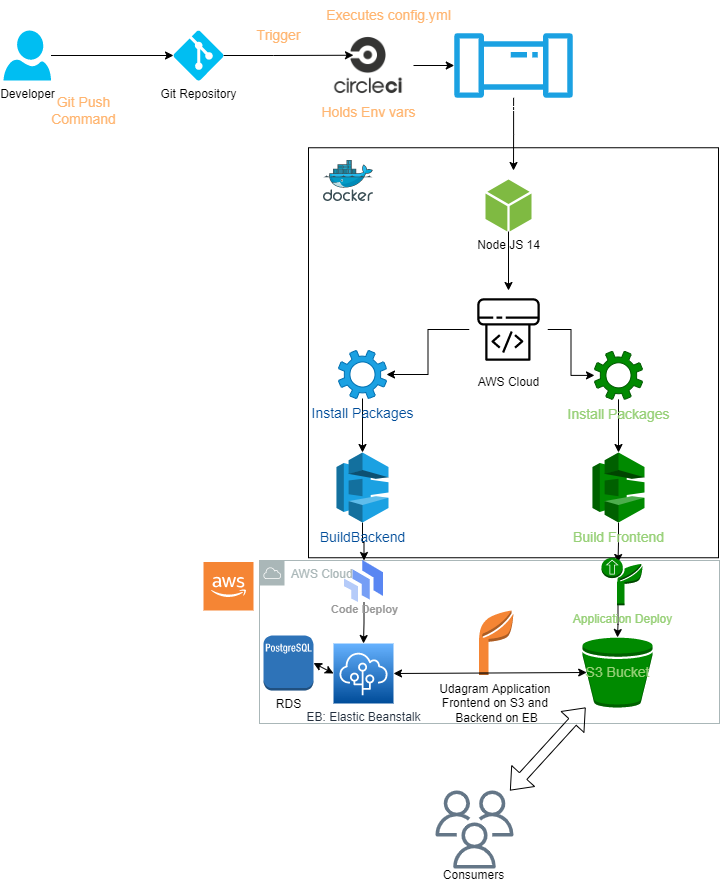 Executes config.yml
Trigger
circleci
Developer
Git Repository
Git Push
Command
Holds Env vars
docker
Node JS 14
</>
AWS Cloud
Install Packages
Install Packages
BuildBackend
Build Frontend
aws
AWS Cloud
Code Deploy
Application Deploy
PostgreSQL
S3 Bucket
RDS
EB: Elastic Beanstalk
Udagram Application
Frontend on S3 and
Backend on EB
Consumers